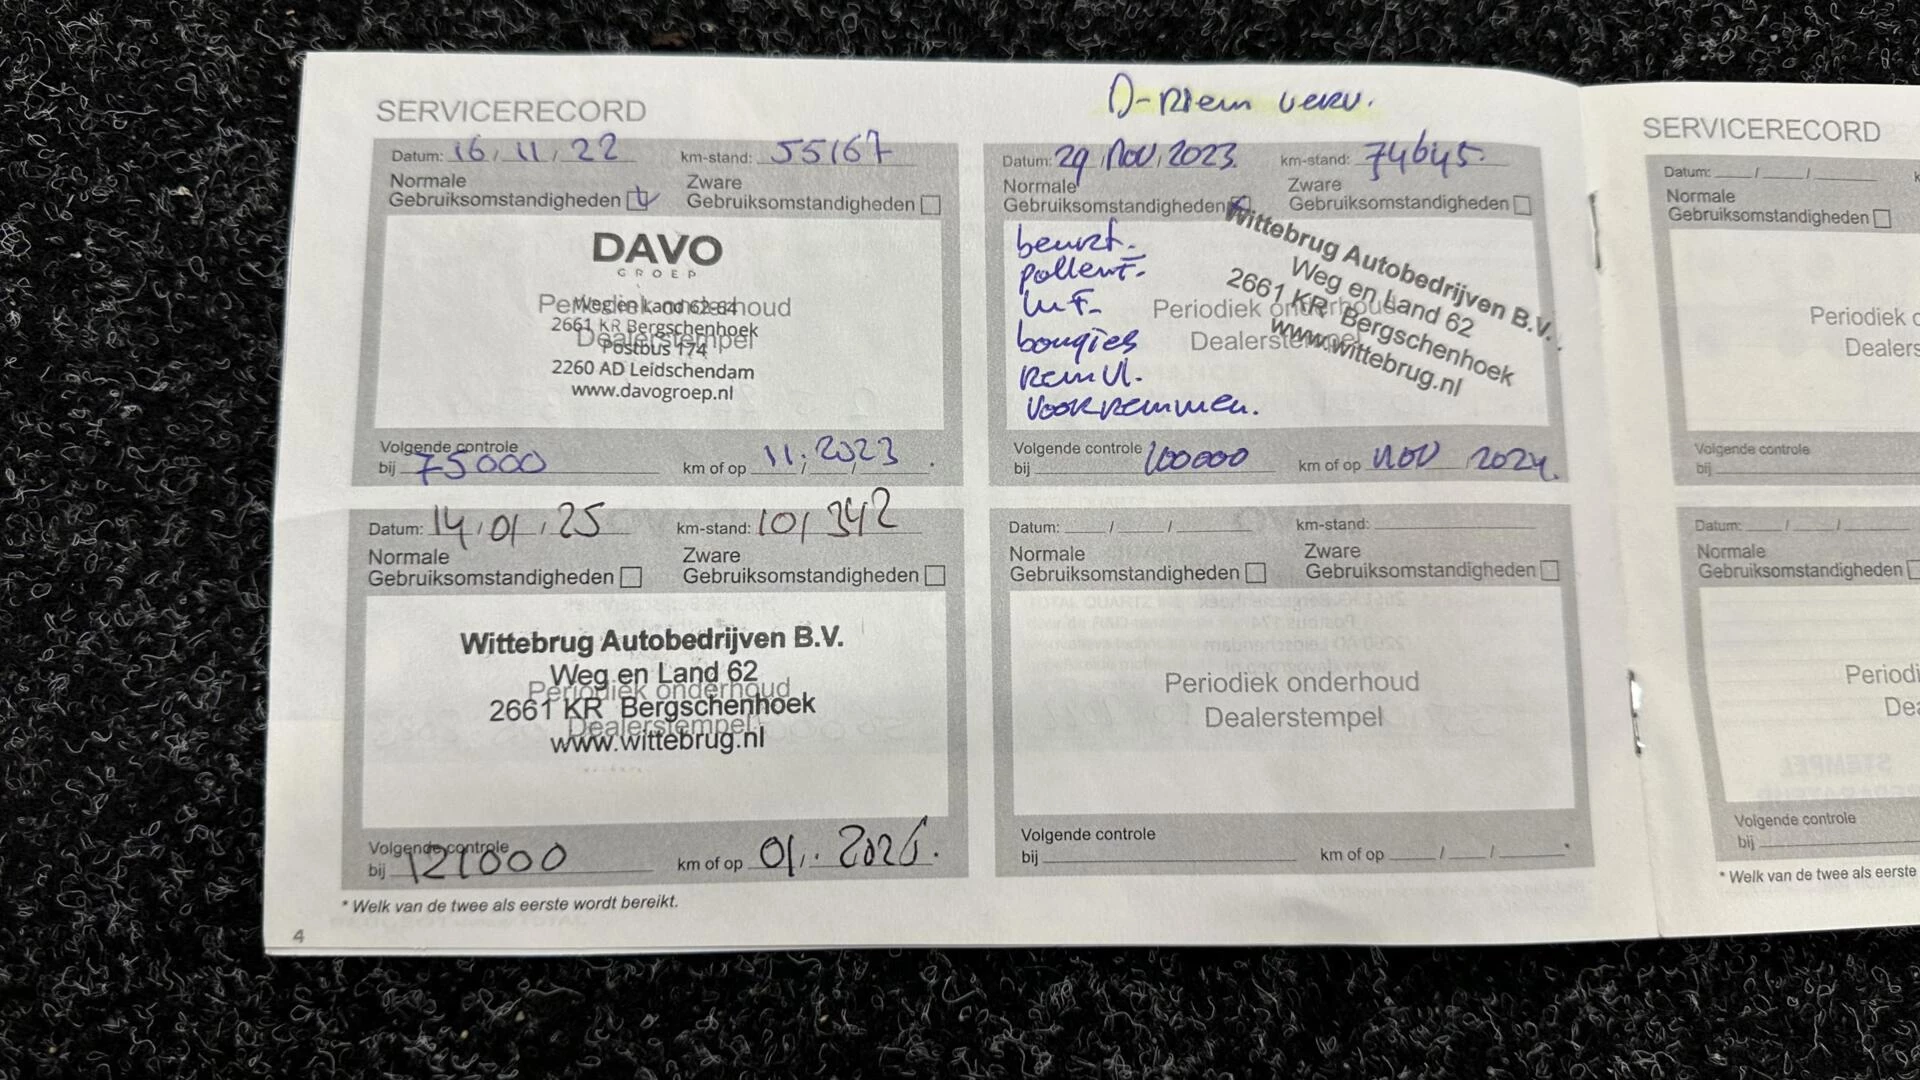 SERVICERECORD
Datum: 16 / 11 / 22 km-stand: 55167
Normale Zware
Gebruiksomstandigheden Gebruiksomstandigheden
DAVO
GROEP
Periodiek onderhoud
Weg en Land 62-64
2661 KR Bergschenhoek
Dealerstempel
Postbus 174
2260 AD Leidschendam
www.davogroep.nl
Volgende controle
bij 75000 km of op 11.2023
D-Riem verv.
Datum: 29 / NOV / 2023 km-stand: 74645
Normale Zware
Gebruiksomstandigheden Gebruiksomstandigheden
beurt.
pollenf.
luF.
bougies
Rem vl.
voorremmen.
Wittebrug Autobedrijven B.V.
Weg en Land 62
2661 KR Bergschenhoek
www.wittebrug.nl
Periodiek onderhoud
Dealerstempel
Volgende controle
bij 100000 km of op NOV 2024.
Datum: 14 / 01 / 25 km-stand: 101342
Normale Zware
Gebruiksomstandigheden Gebruiksomstandigheden
Wittebrug Autobedrijven B.V.
Weg en Land 62
Periodiek onderhoud
2661 KR Bergschenhoek
Dealerstempel
www.wittebrug.nl
Volgende controle
bij 121000 km of op 01. 2026.
Datum: / / km-stand:
Normale Zware
Gebruiksomstandigheden Gebruiksomstandigheden
Periodiek onderhoud
Dealerstempel
Volgende controle
bij km of op / / *
* Welk van de twee als eerste wordt bereikt.
4
SERVICERECORD
Datum: / /
Normale
Gebruiksomstandigheden
Periodiek
Volgende controle
bij
Datum: / /
Normale
Gebruiksomstandigheden
Volgende controle
bij
* Welk van de twee als eerste